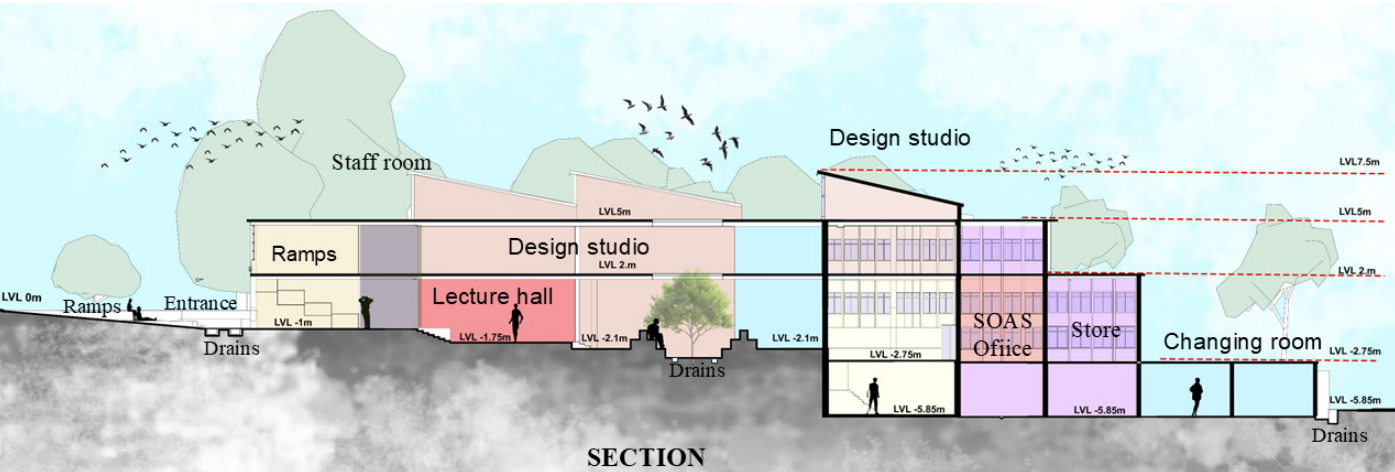 Design studio
Staff room
LVL7.5m
LVL5m
LVL5m
Ramps
Design studio
LVL 2.m
LVL 2.m
LVL 0m
Ramps
Entrance
Lecture hall
LVL -1m
SOAS
Ofiice
Store
LVL -1.75m
LVL -2.1m
LVL -2.1m
Changing room
Drains
LVL -2.75m
LVL -2.75m
Drains
LVL -5.85m
LVL -5.85m
LVL -5.85m
Drains
SECTION